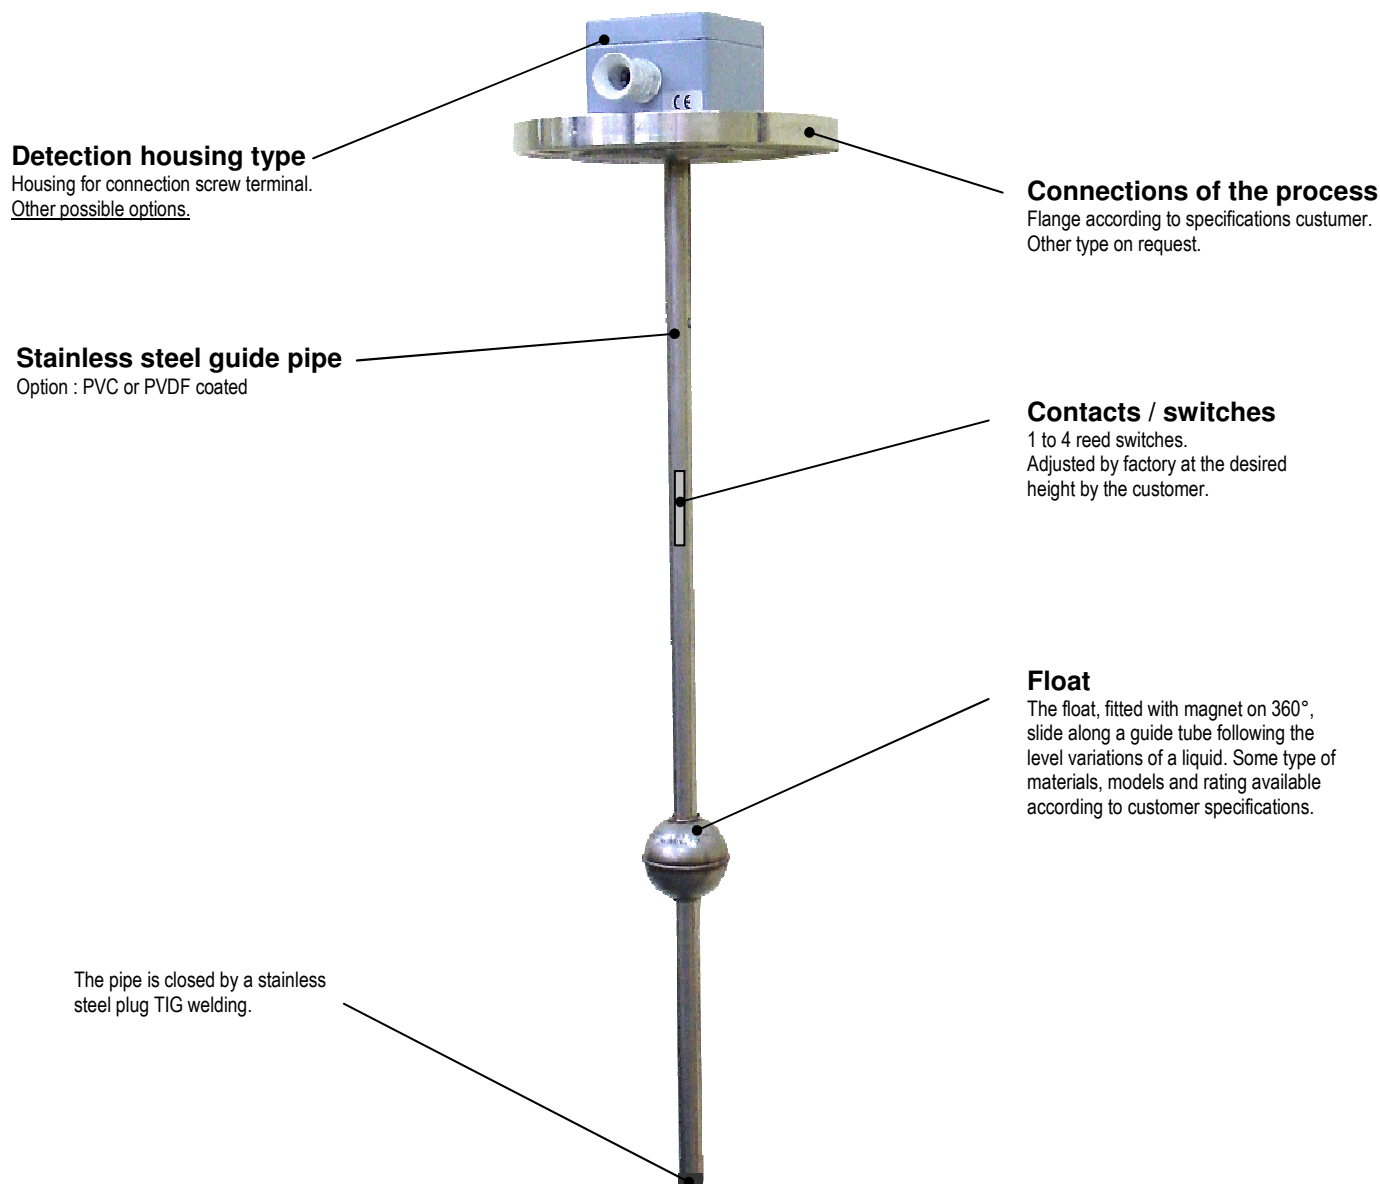 CE
Detection housing type
Housing for connection screw terminal.
Other possible options.
Connections of the process
Flange according to specifications custumer.
Other type on request.
Stainless steel guide pipe
Option : PVC or PVDF coated
Contacts / switches
1 to 4 reed switches.
Adjusted by factory at the desired
height by the customer.
Float
The float, fitted with magnet on 360°,
slide along a guide tube following the
level variations of a liquid. Some type of
materials, models and rating available
according to customer specifications.
The pipe is closed by a stainless
steel plug TIG welding.